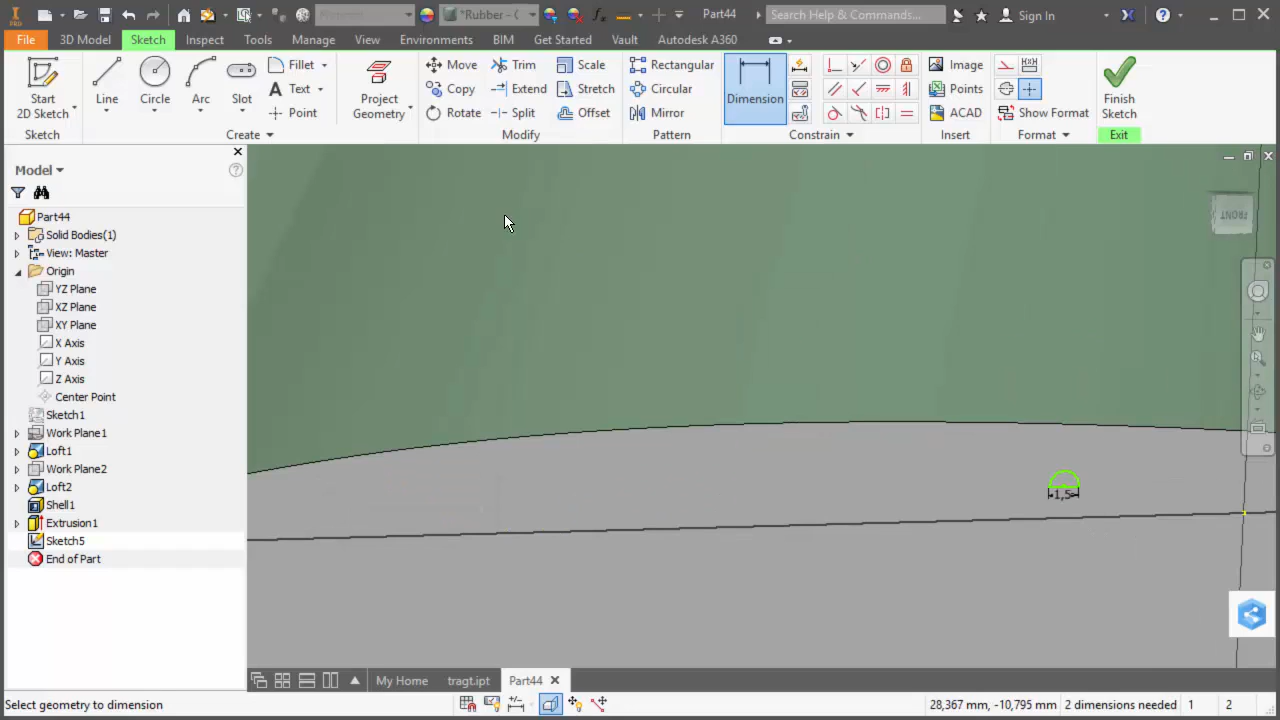 PRO
*Rubber - C
Part44
Search Help & Commands...
Sign In
File
3D Model
Sketch
Inspect
Tools
Manage
View
Environments
BIM
Get Started
Vault
Autodesk A360
Start
2D Sketch
Line
Circle
Arc
Slot
Fillet
Text
Point
Project
Geometry
Move
Copy
Rotate
Trim
Extend
Split
Scale
Stretch
Offset
Rectangular
Circular
Mirror
Dimension
Image
Points
ACAD
Show Format
Finish
Sketch
Sketch
Create
Modify
Pattern
Constrain
Insert
Format
Exit
Model
Part44
Solid Bodies(1)
View: Master
Origin
YZ Plane
XZ Plane
XY Plane
X Axis
Y Axis
Z Axis
Center Point
Sketch1
Work Plane1
Loft1
Work Plane2
Loft2
Shell1
Extrusion1
Sketch5
End of Part
FRONT
1,5
My Home
tragt.ipt
Part44
Select geometry to dimension
28,367 mm, -10,795 mm
2 dimensions needed
1
2